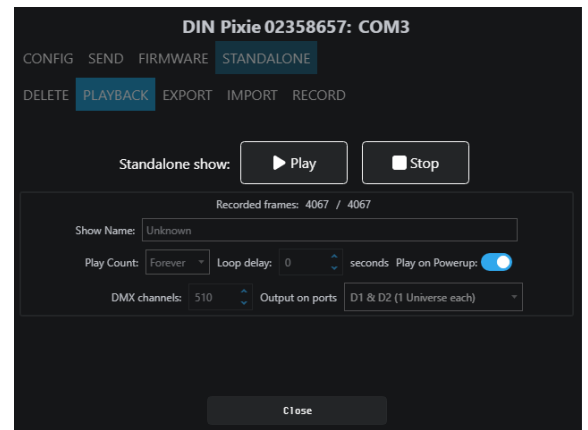 DIN Pixie 02358657: COM3
CONFIG SEND FIRMWARE STANDALONE
DELETE PLAYBACK EXPORT IMPORT RECORD
Standalone show: Play Stop
Recorded frames: 4067 / 4067
Show Name: Unknown
Play Count: Forever Loop delay: 0 seconds Play on Powerup:
DMX channels: 510 Output on ports D1 & D2 (1 Universe each)
Close